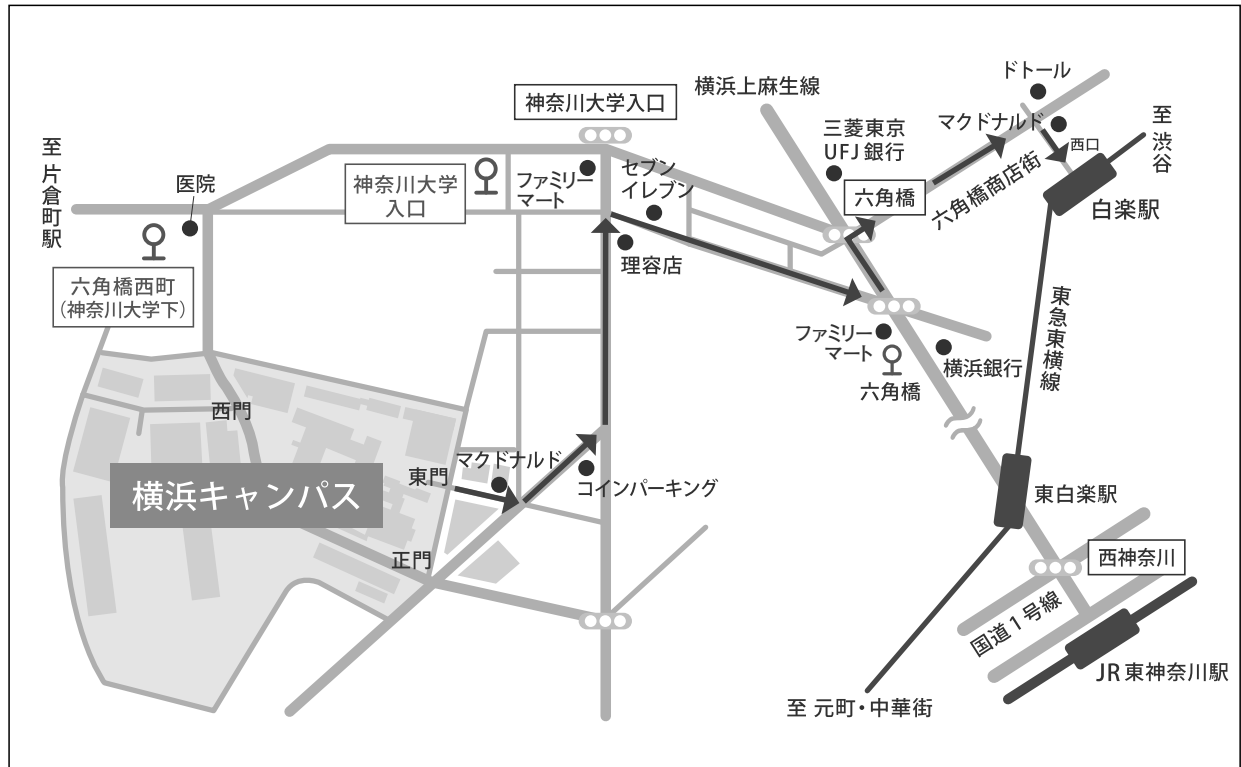 神奈川大学入口
横浜上麻生線
ドトール
マクドナルド
至
渋谷
三菱東京
UFJ 銀行
西口
至
片倉町駅
医院
神奈川大学
入口
ファミリー
マート
セブン
イレブン
六角橋
六角橋商店街
白楽駅
理容店
六角橋西町
(神奈川大学下)
ファミリー
マート
横浜銀行
六角橋
東急東横線
西門
横浜キャンパス
東門
マクドナルド
コインパーキング
東白楽駅
正門
西神奈川
国道1号線
JR 東神奈川駅
至 元町・中華街